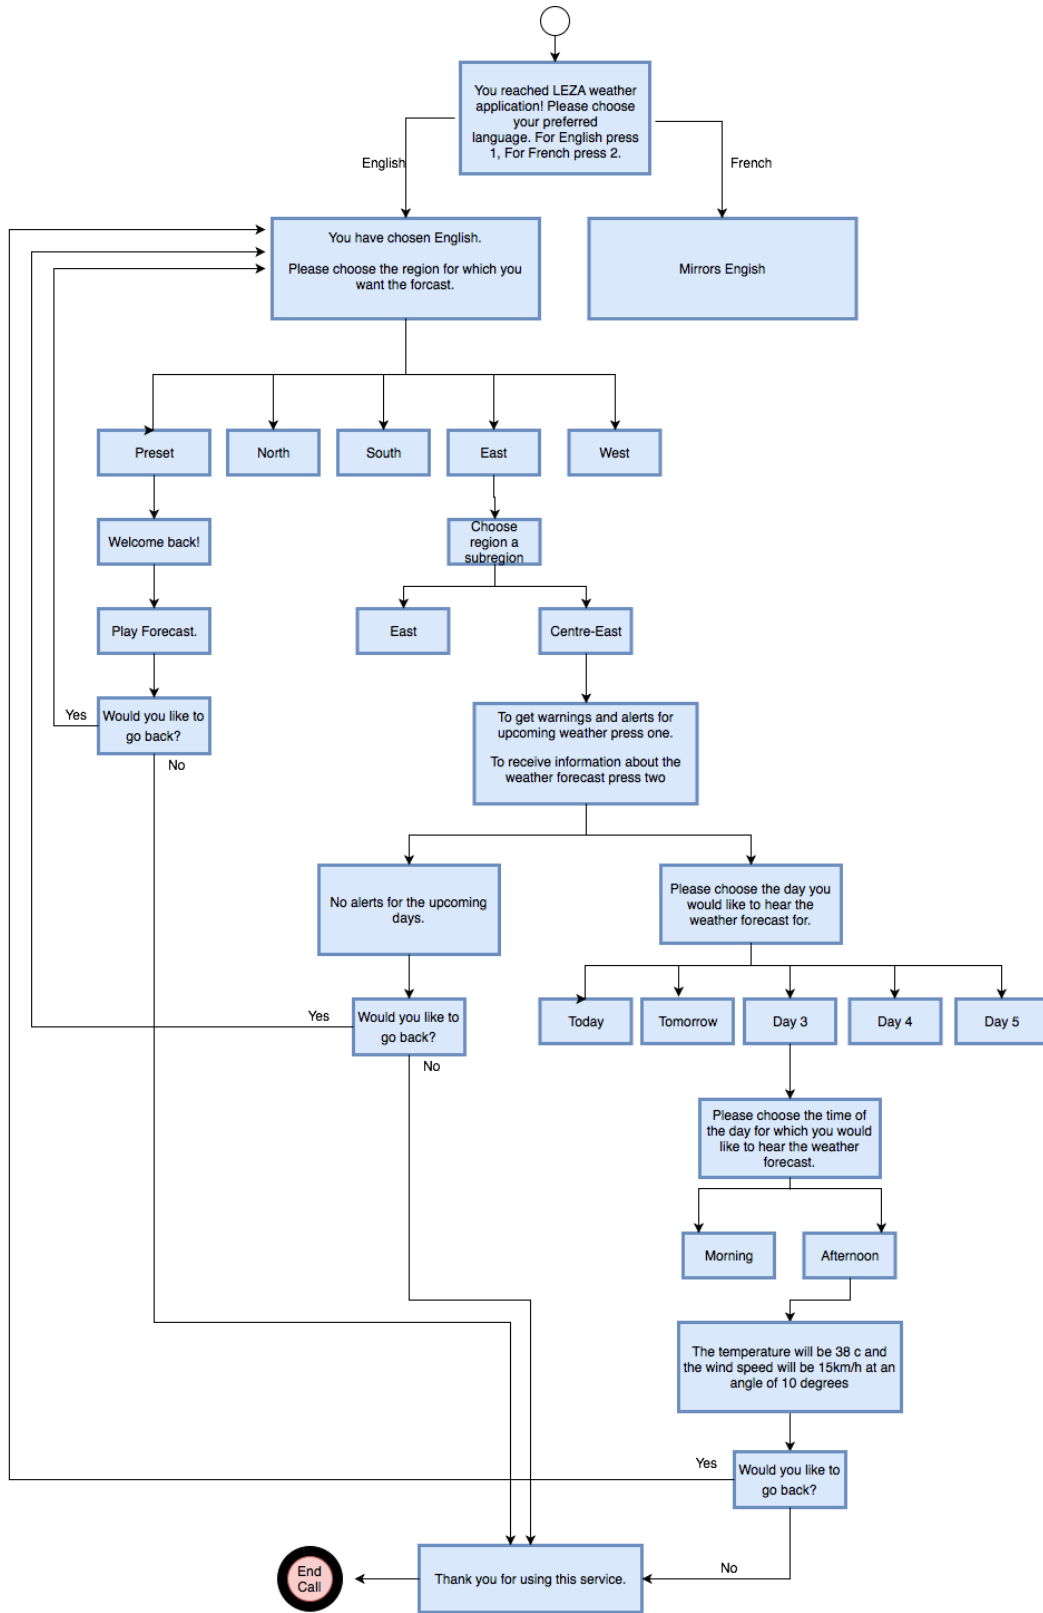 You reached LEZA weather
application! Please choose
your preferred
language. For English press
1, For French press 2.
English
French
You have chosen English.
Please choose the region for which you
want the forcast.
Mirrors Engish
Preset
North
South
East
West
Welcome back!
Choose
region a
subregion
Play Forecast.
East
Centre-East
Yes
Would you like to
go back?
No
To get warnings and alerts for
upcoming weather press one.
To receive information about the
weather forecast press two
No alerts for the upcoming
days.
Please choose the day you
would like to hear the
weather forecast for.
Yes
Would you like to
go back?
No
Today
Tomorrow
Day 3
Day 4
Day 5
Please choose the time of
the day for which you would
like to hear the weather
forecast.
Morning
Afternoon
The temperature will be 38 c and
the wind speed will be 15km/h at an
angle of 10 degrees
Yes
Would you like to
go back?
No
Thank you for using this service.
End
Call